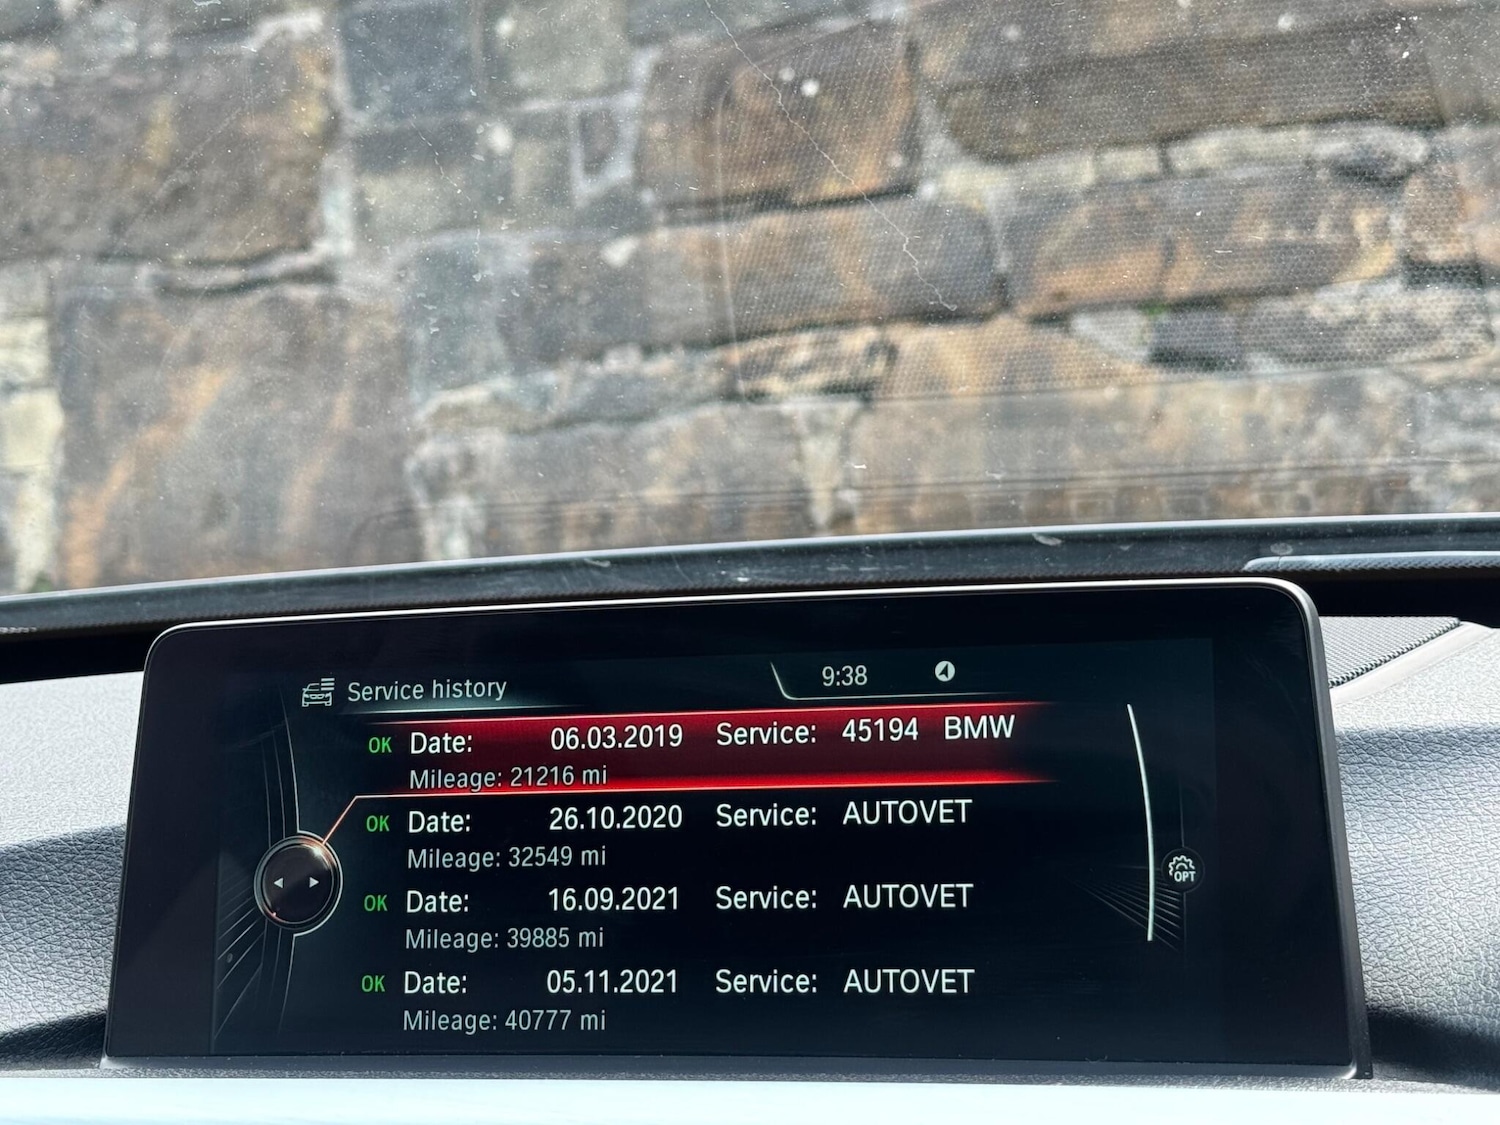 Service history
9:38
OK Date: 06.03.2019 Service: 45194 BMW
Mileage: 21216 mi
OK Date: 26.10.2020 Service: AUTOVET
Mileage: 32549 mi
OK Date: 16.09.2021 Service: AUTOVET
Mileage: 39885 mi
OK Date: 05.11.2021 Service: AUTOVET
Mileage: 40777 mi
OPT